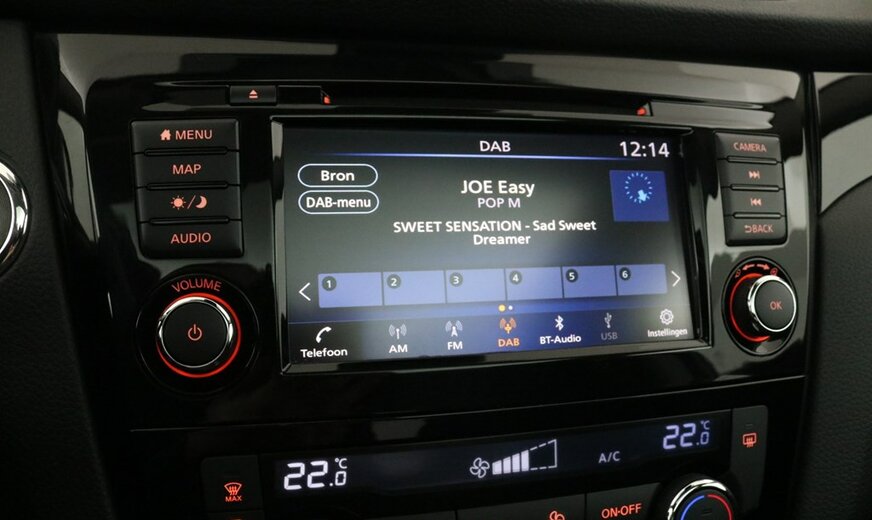 MENU
MAP
AUDIO
VOLUME
DAB
12:14
Bron
DAB-menu
JOE Easy
POP M
SWEET SENSATION - Sad Sweet
Dreamer
1 2 3 4 5 6
Telefoon AM FM DAB BT-Audio USB Instellingen
CAMERA
BACK
OK
MAX
22.0°C
A/C
22.0°C
ON-OFF